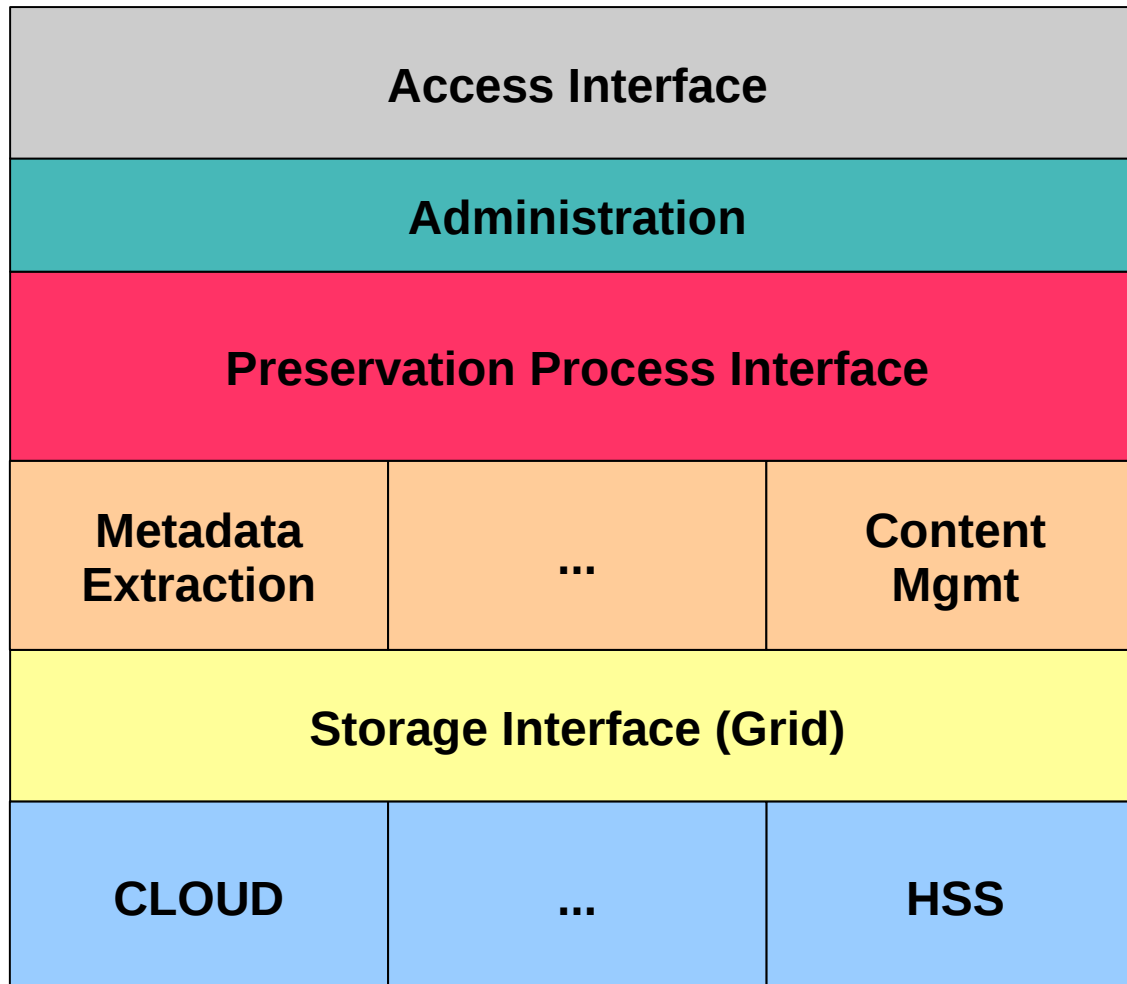 Access Interface
Administration
Preservation Process Interface
Metadata
Extraction
...
Content
Mgmt
Storage Interface (Grid)
CLOUD
...
HSS